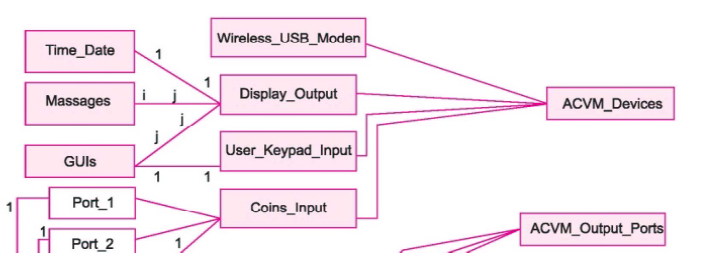 Wireless_USB_Moden
Time_Date
1
1
Massages
i
j
Display_Output
ACVM_Devices
j
j
User_Keypad_Input
GUIs
1
1
Port_1
Coins_Input
1
ACVM_Output_Ports
1
Port_2
1